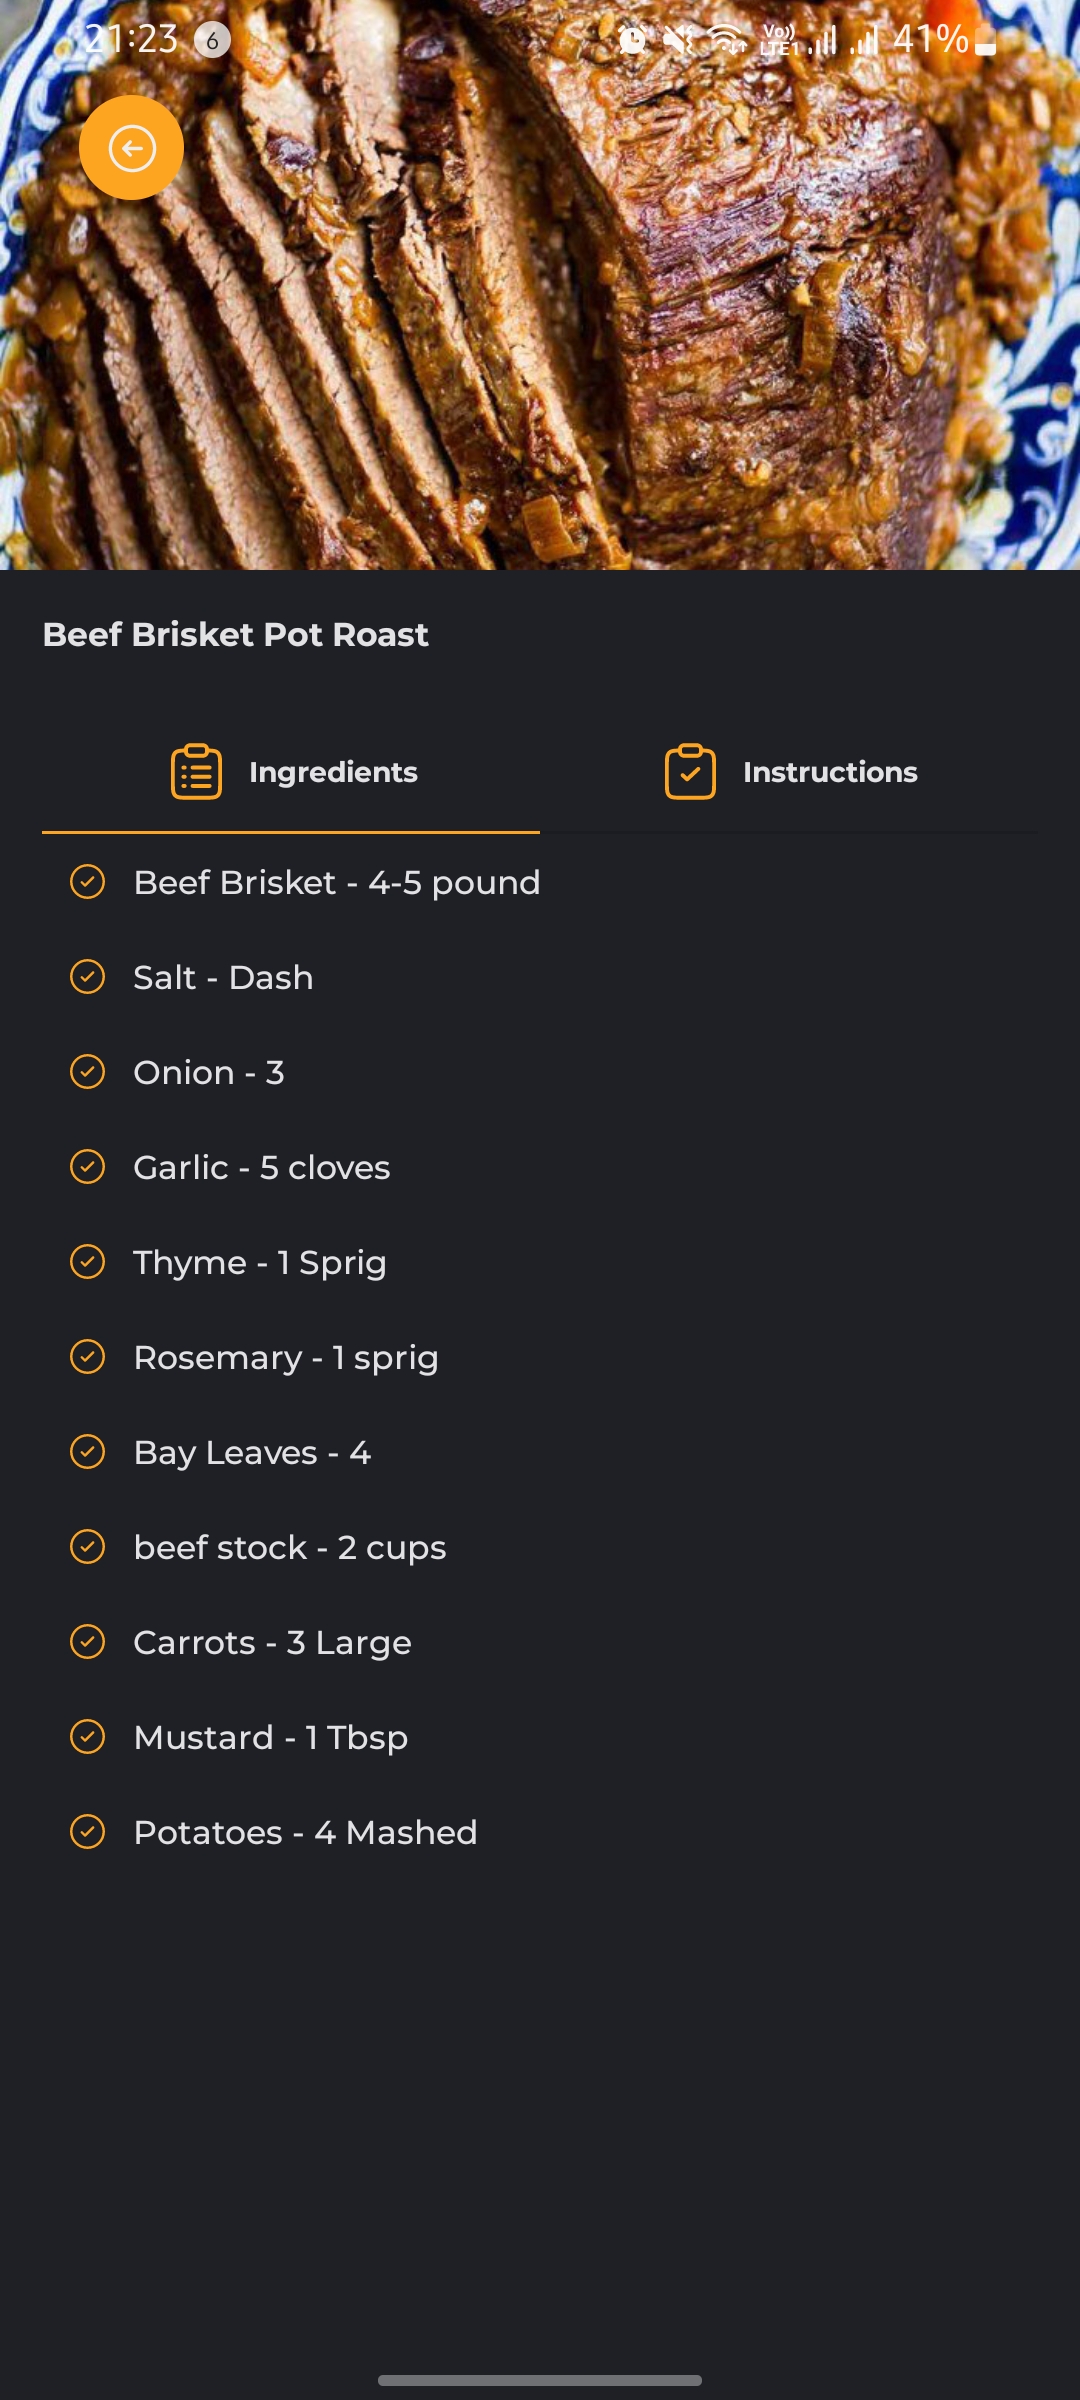 21:23 6 Vo)) LTE1 41%
Beef Brisket Pot Roast
Ingredients Instructions
Beef Brisket - 4-5 pound
Salt - Dash
Onion - 3
Garlic - 5 cloves
Thyme - 1 Sprig
Rosemary - 1 sprig
Bay Leaves - 4
beef stock - 2 cups
Carrots - 3 Large
Mustard - 1 Tbsp
Potatoes - 4 Mashed